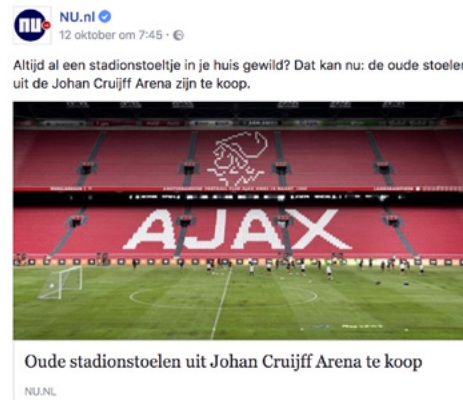 nu
NU.nl
12 oktober om 7:45 ·
Altijd al een stadionstoeltje in je huis gewild? Dat kan nu: de oude stoelen
uit de Johan Cruijff Arena zijn te koop.
AJAX
Oude stadionstoelen uit Johan Cruijff Arena te koop
NU.NL